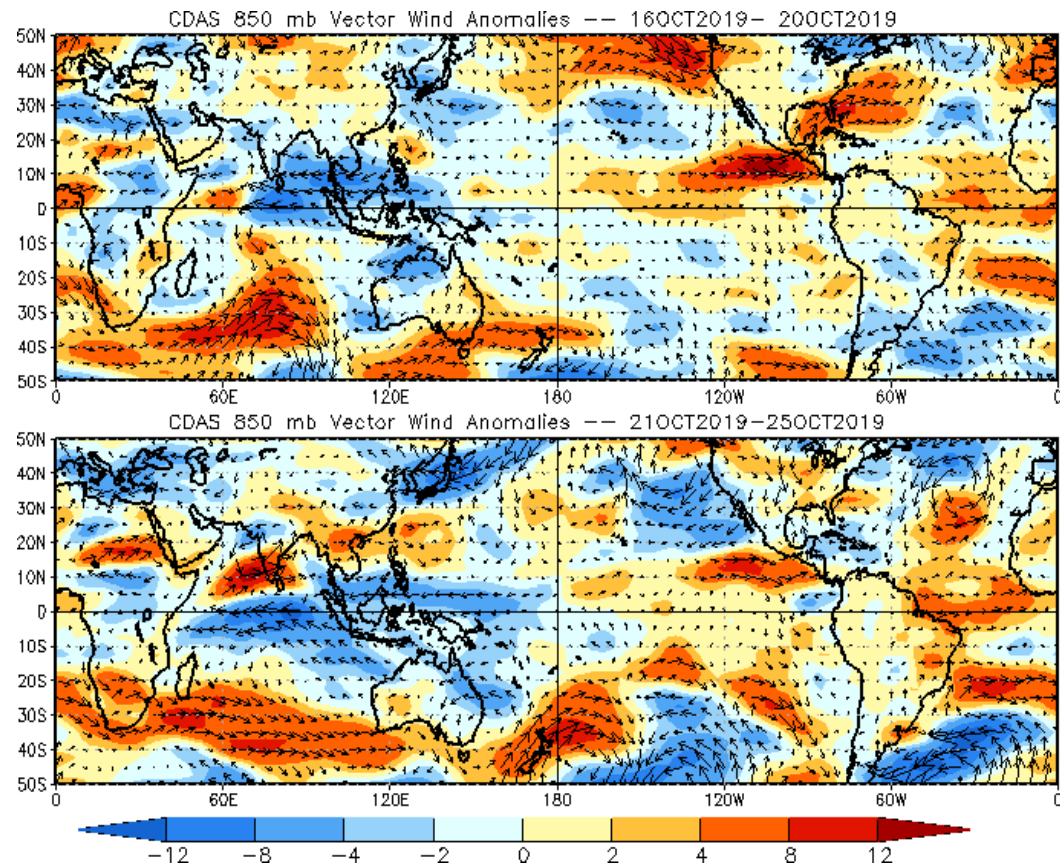 CDAS 850 mb Vector Wind Anomalies -- 16OCT2019- 20OCT2019
50N
40N
30N
20N
10N
0
10S
20S
30S
40S
50S
0 60E 120E 180 120W 60W 0
CDAS 850 mb Vector Wind Anomalies -- 21OCT2019-25OCT2019
50N
40N
30N
20N
10N
0
10S
20S
30S
40S
50S
0 60E 120E 180 120W 60W 0
-12 -8 -4 -2 0 2 4 8 12